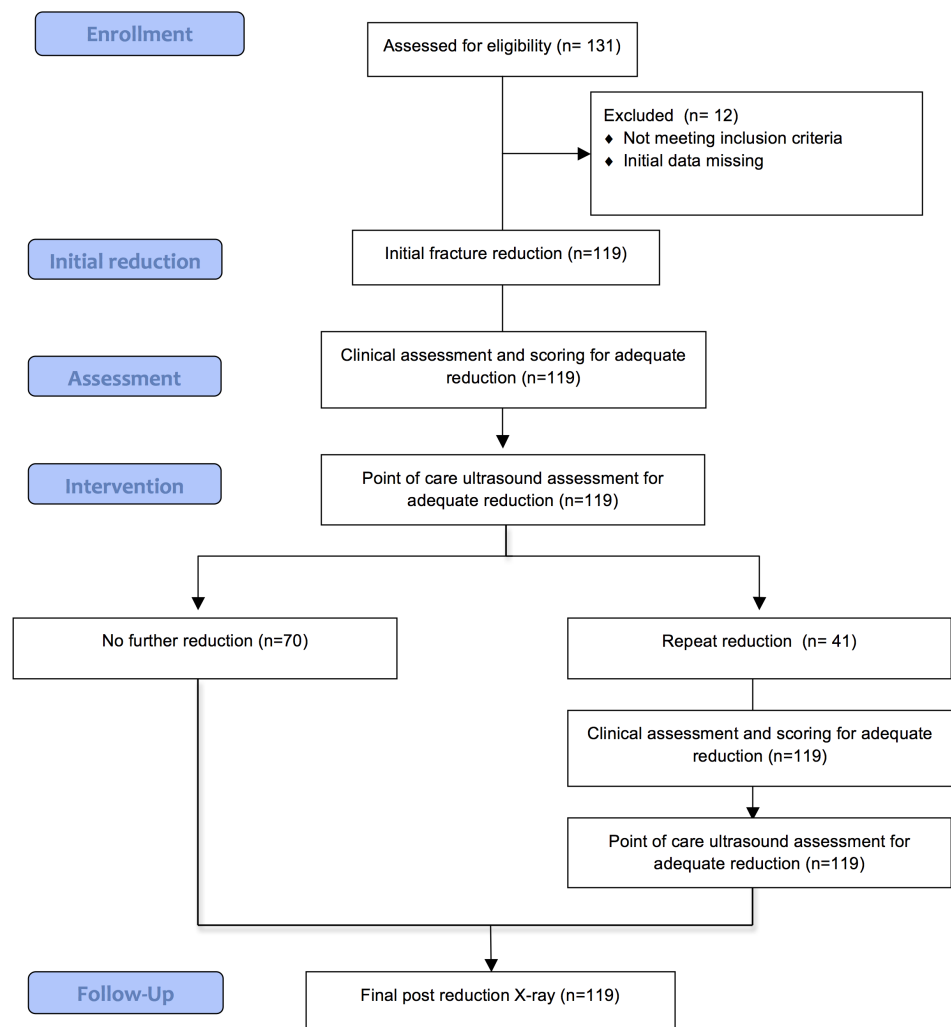 Enrollment
Assessed for eligibility (n= 131)
Excluded (n= 12)
♦ Not meeting inclusion criteria
♦ Initial data missing
Initial reduction
Initial fracture reduction (n=119)
Assessment
Clinical assessment and scoring for adequate
reduction (n=119)
Intervention
Point of care ultrasound assessment for
adequate reduction (n=119)
No further reduction (n=70)
Repeat reduction (n= 41)
Clinical assessment and scoring for adequate
reduction (n=119)
Point of care ultrasound assessment for
adequate reduction (n=119)
Follow-Up
Final post reduction X-ray (n=119)